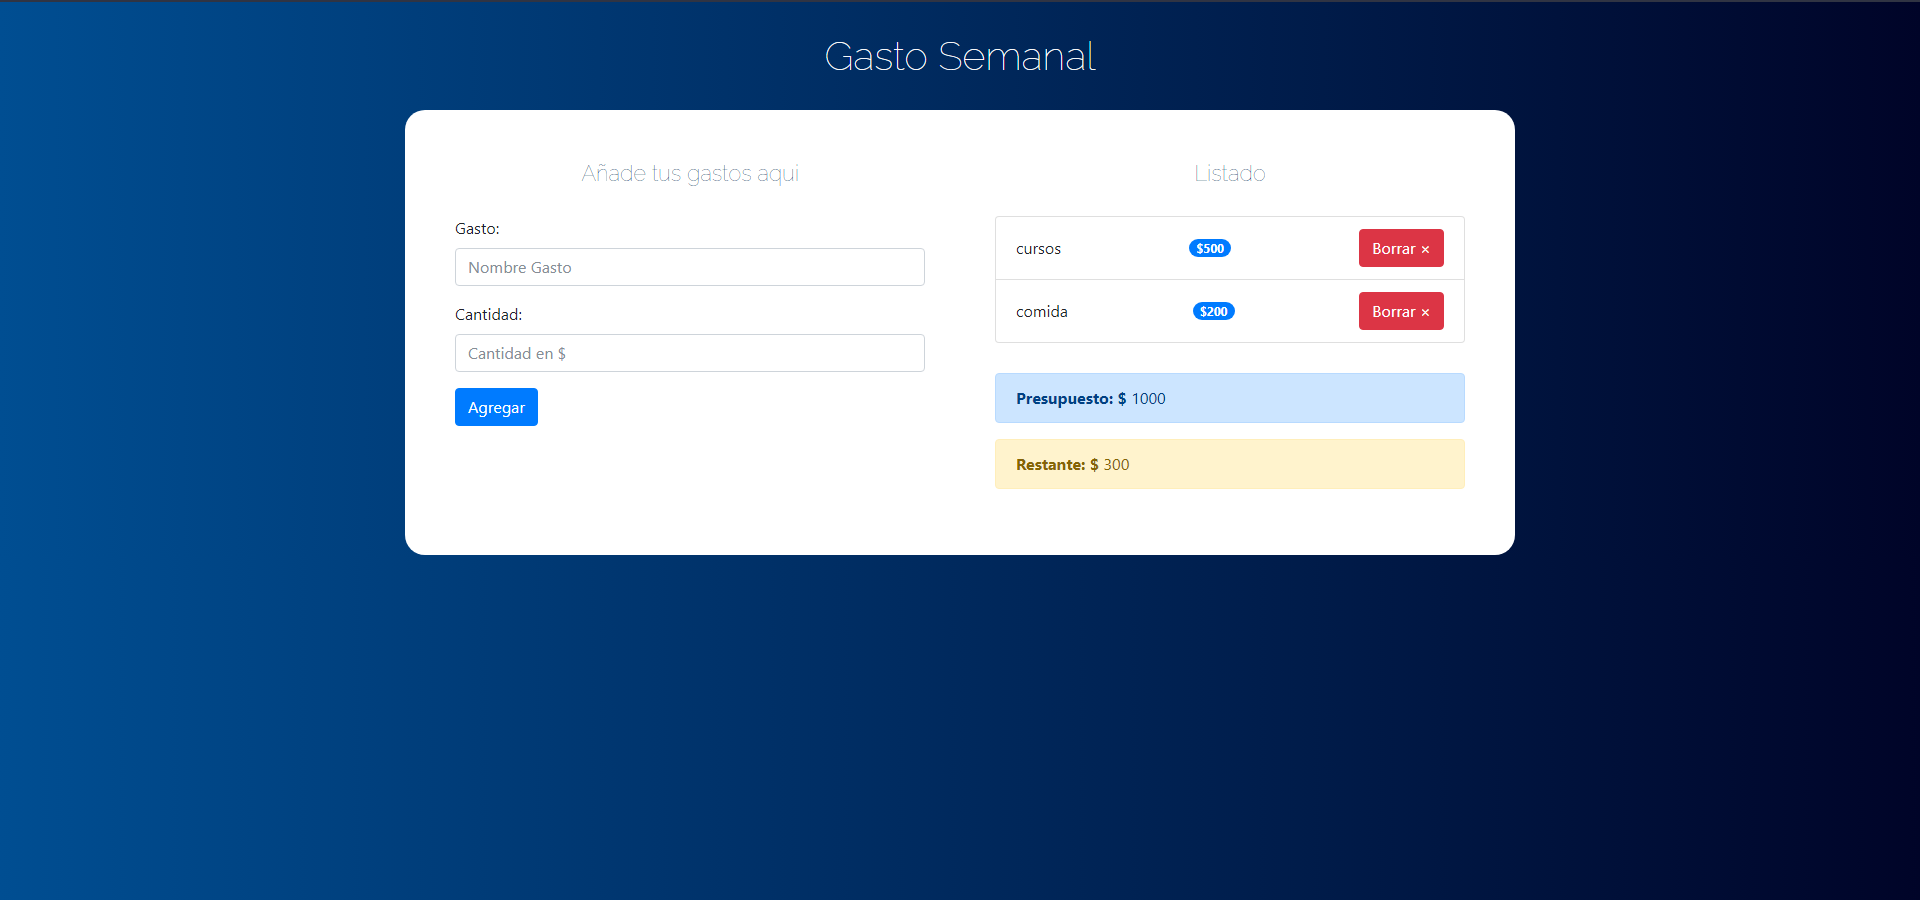 Gasto Semanal
Añade tus gastos aqui
Gasto:
Nombre Gasto
Cantidad:
Cantidad en $
Agregar
Listado
cursos $500 Borrar ×
comida $200 Borrar ×
Presupuesto: $ 1000
Restante: $ 300